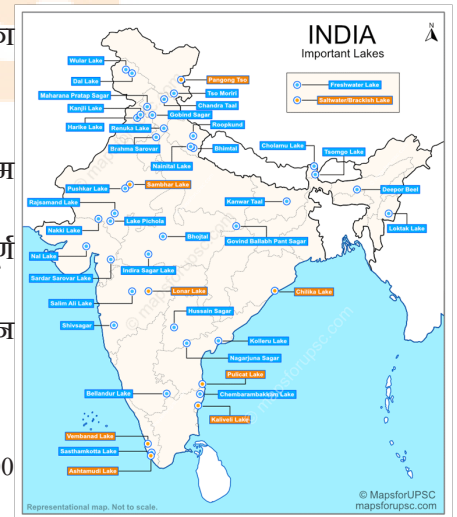 INDIA
Important Lakes
N
Freshwater Lake
Saltwater/Brackish Lake
Wular Lake
Dal Lake
Maharana Pratap Sagar
Kanjli Lake
Harike Lake
Renuka Lake
Brahma Sarovar
Pangong Tso
Tso Moriri
Chandra Taal
Gobind Sagar
Roopkund
Bhimtal
Nainital Lake
Cholamu Lake
Tsomgo Lake
Pushkar Lake
Sambhar Lake
Kanwar Taal
Deepor Beel
Rajsamand Lake
Lake Pichola
Loktak Lake
Nakki Lake
Bhojtal
Govind Ballabh Pant Sagar
Nal Lake
Indira Sagar Lake
Sardar Sarovar Lake
Lonar Lake
Chilika Lake
Salim Ali Lake
Hussain Sagar
Shivsagar
Kolleru Lake
Nagarjuna Sagar
Pulicat Lake
Bellandur Lake
Chembarambakkam Lake
Kaliveli Lake
Vembanad Lake
Sasthamkotta Lake
Ashtamudi Lake
© mapsforupsc.com
Representational map. Not to scale.
© MapsforUPSC
mapsforupsc.com